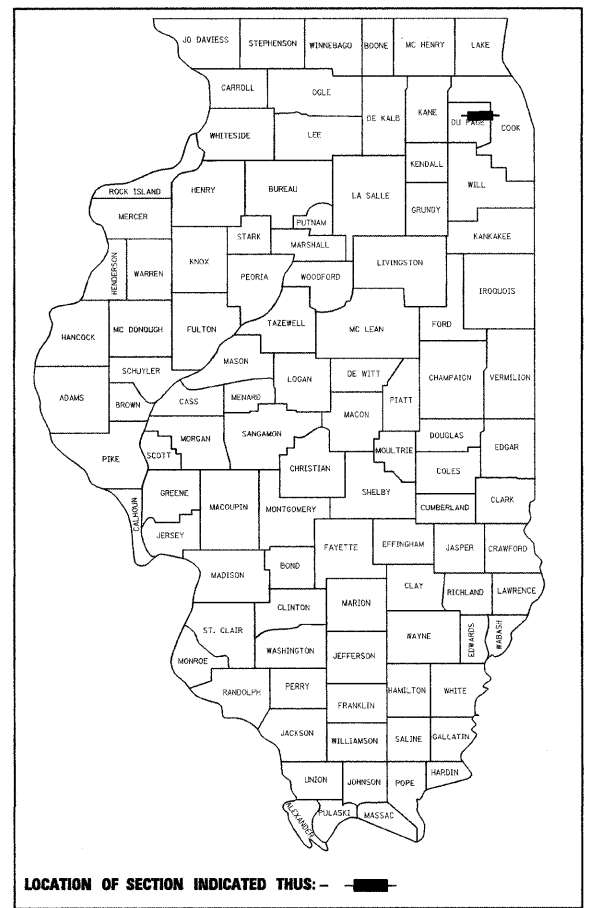 JO DAVIESS
STEPHENSON
WINNEBAGO
BOONE
MC HENRY
LAKE
CARROLL
OGLE
DE KALB
KANE
DU PAGE
COOK
WHITESIDE
LEE
KENDALL
WILL
ROCK ISLAND
HENRY
BUREAU
LA SALLE
GRUNDY
MERCER
PUTNAM
STARK
MARSHALL
KANKAKEE
HENDERSON
WARREN
KNOX
PEORIA
WOODFORD
LIVINGSTON
IROQUOIS
HANCOCK
MC DONOUGH
FULTON
TAZEWELL
MC LEAN
FORD
MASON
SCHUYLER
DE WITT
CHAMPAIGN
VERMILION
ADAMS
BROWN
CASS
MENARD
LOGAN
PIATT
MACON
SANGAMON
DOUGLAS
EDGAR
PIKE
SCOTT
MORGAN
MOULTRIE
CHRISTIAN
COLES
SHELBY
GREENE
CALHOUN
MACOUPIN
MONTGOMERY
CUMBERLAND
CLARK
JERSEY
FAYETTE
EFFINGHAM
JASPER
CRAWFORD
MADISON
BOND
CLAY
RICHLAND
LAWRENCE
CLINTON
MARION
ST. CLAIR
WAYNE
EDWARDS
WABASH
WASHINGTON
JEFFERSON
MONROE
RANDOLPH
PERRY
HAMILTON
WHITE
FRANKLIN
JACKSON
WILLIAMSON
SALINE
GALLATIN
UNION
JOHNSON
POPE
HARDIN
ALEXANDER
PULASKI
MASSAC
LOCATION OF SECTION INDICATED THUS: -